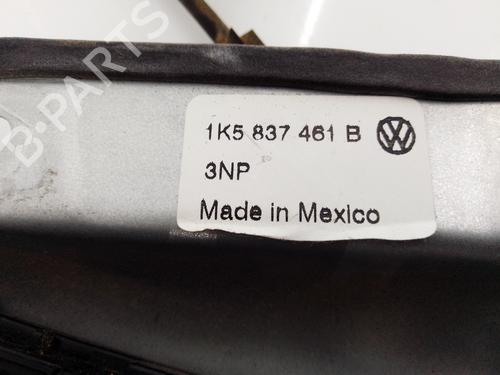 B-PARTS
1K5 837 461 B
3NP
Made in Mexico